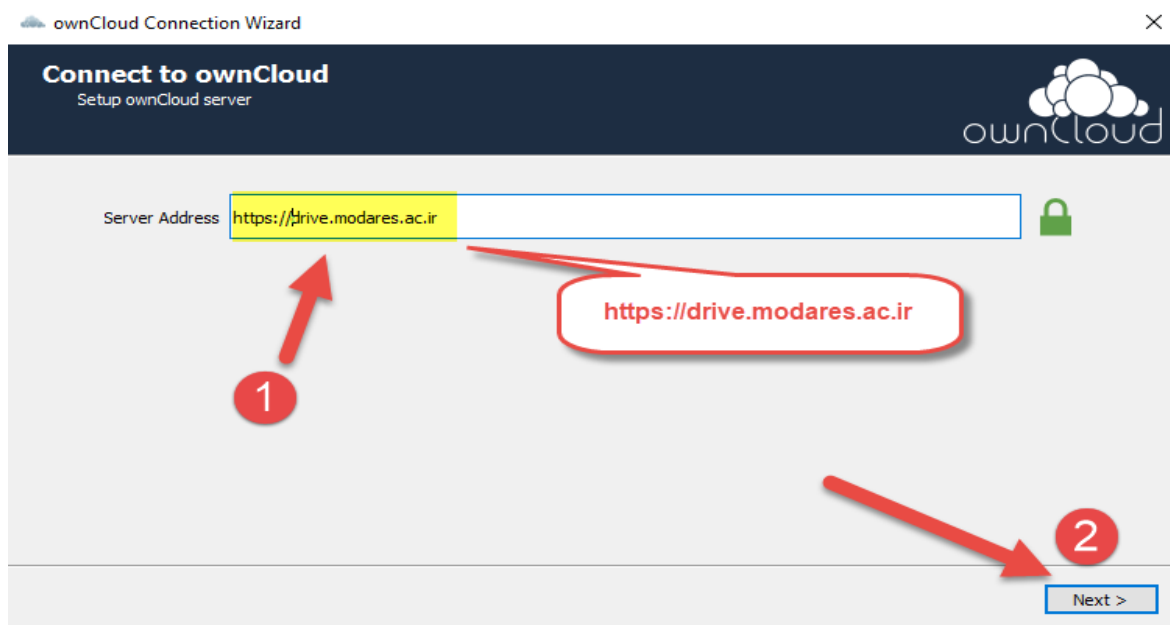 ownCloud Connection Wizard
Connect to ownCloud
Setup ownCloud server
ownCloud
Server Address https://drive.modares.ac.ir
https://drive.modares.ac.ir
1
2
Next >